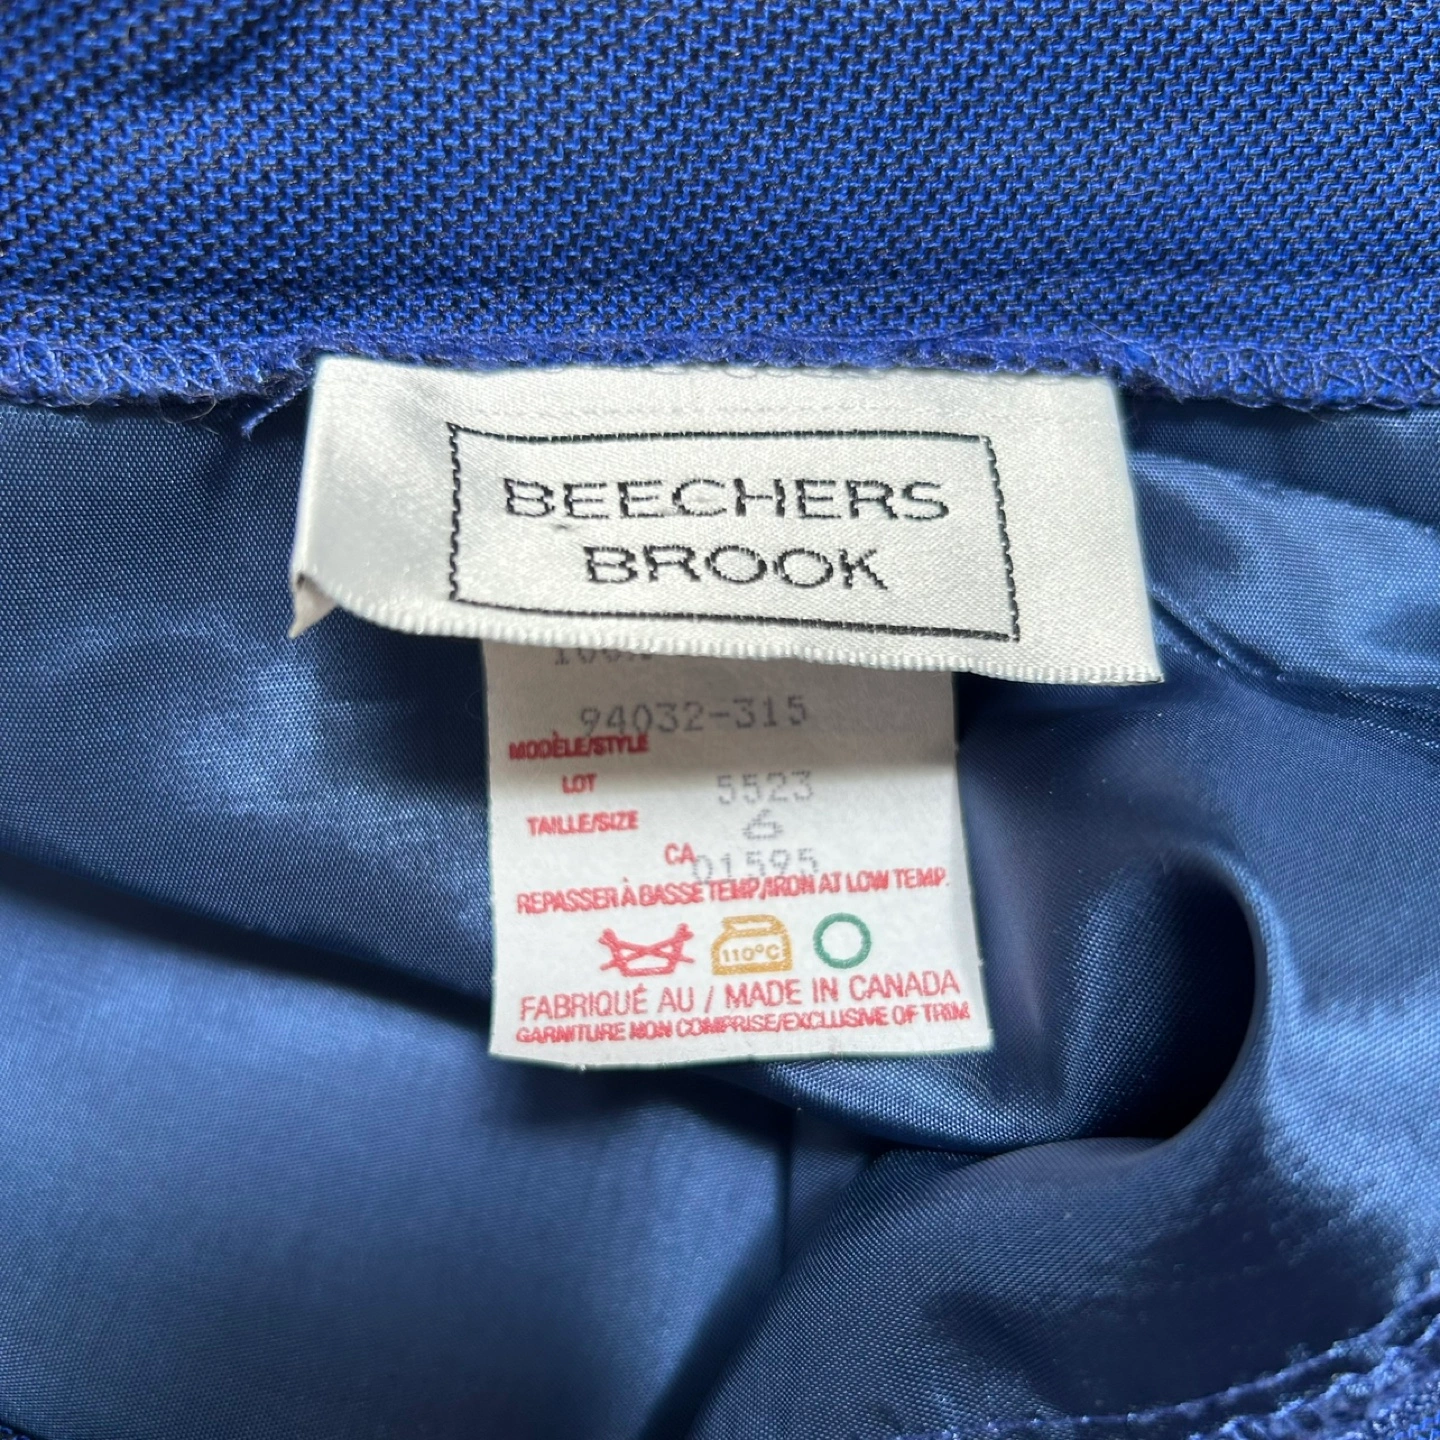 BEECHERS
BROOK
100%
94032-315
MODÈLE/STYLE
LOT 5523
TAILLE/SIZE 6
CA 01595
REPASSER À BASSE TEMP./IRON AT LOW TEMP.
110°C
FABRIQUÉ AU / MADE IN CANADA
GARNITURE NON COMPRISE/EXCLUSIVE OF TRIM